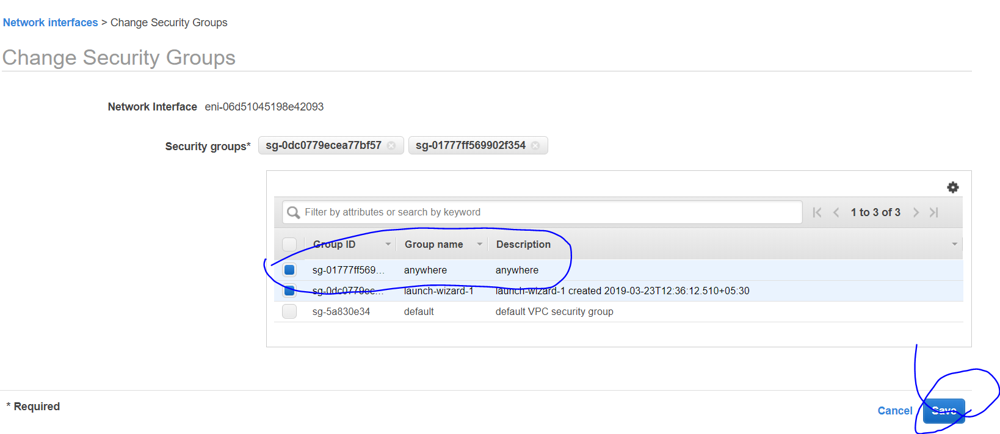 Network interfaces > Change Security Groups
Change Security Groups
Network Interface eni-06d51045198e42093
Security groups* sg-0dc0779ecea77bf57 sg-01777ff569902f354
Filter by attributes or search by keyword 1 to 3 of 3
Group ID Group name Description
sg-01777ff569... anywhere anywhere
sg-0dc0779ec... launch-wizard-1 launch-wizard-1 created 2019-03-23T12:36:12.510+05:30
sg-5a830e34 default default VPC security group
* Required
Cancel Save